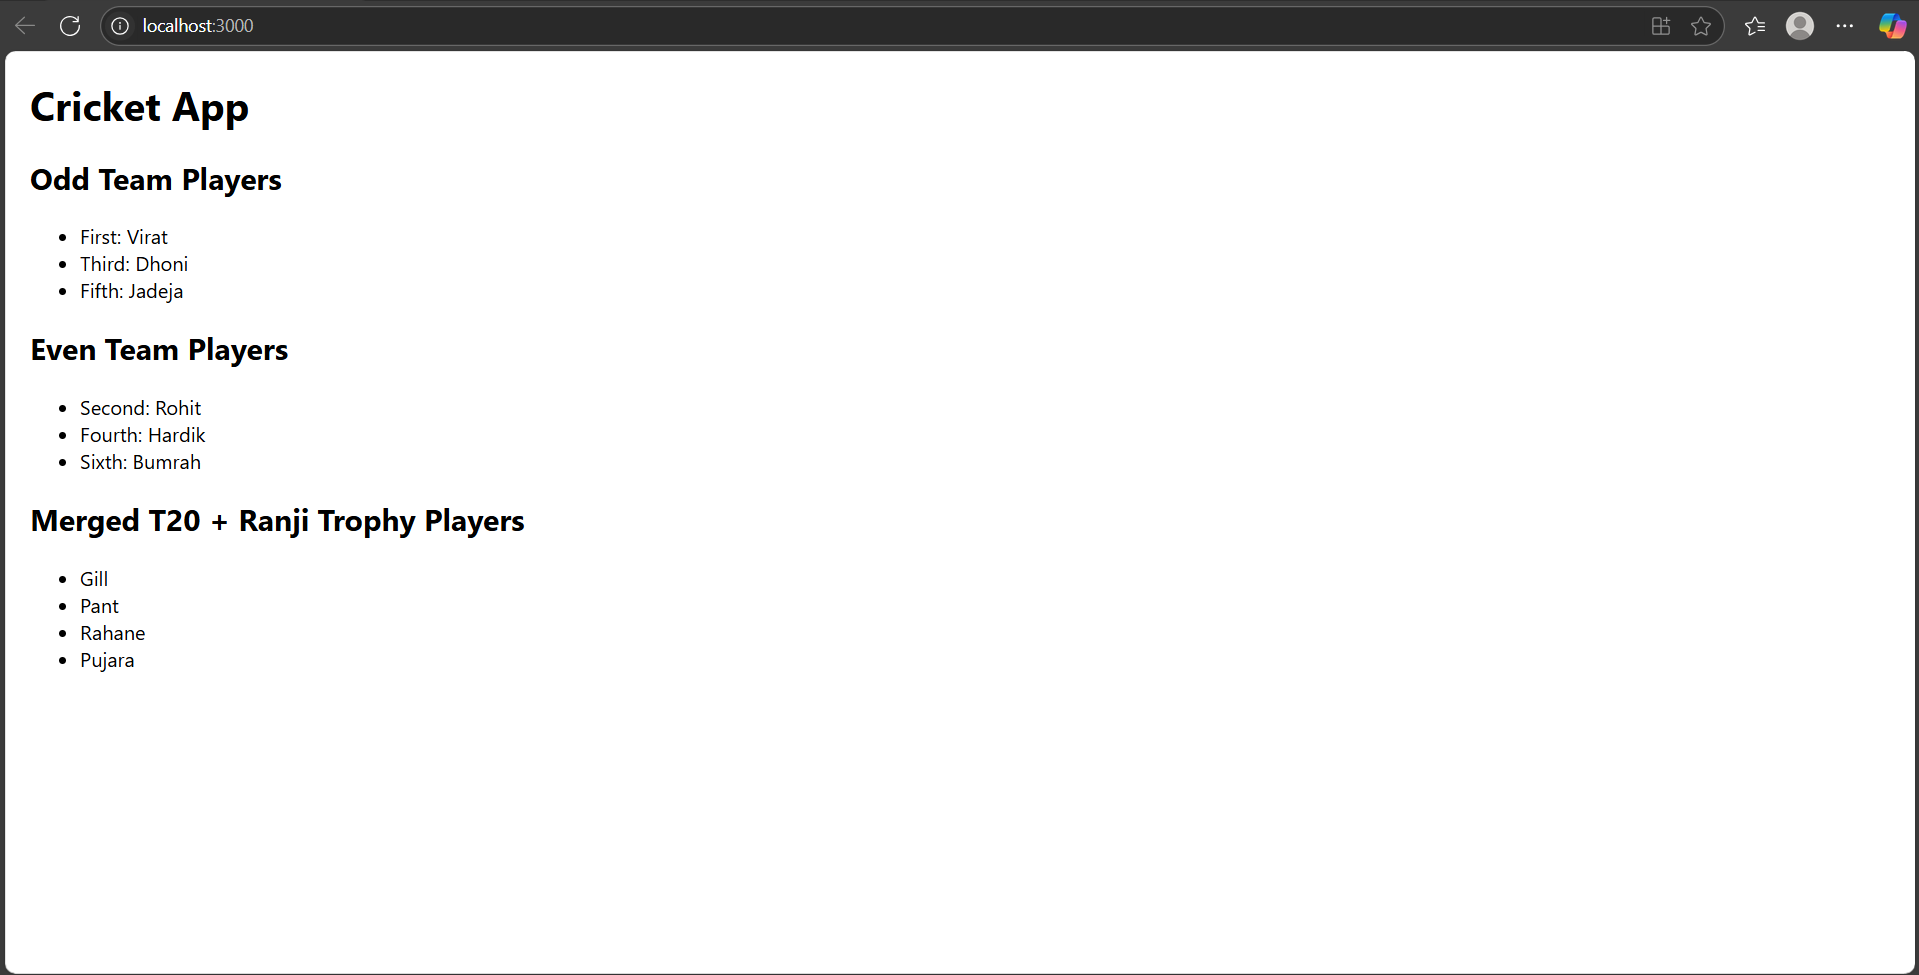 localhost:3000
Cricket App
Odd Team Players
First: Virat
Third: Dhoni
Fifth: Jadeja
Even Team Players
Second: Rohit
Fourth: Hardik
Sixth: Bumrah
Merged T20 + Ranji Trophy Players
Gill
Pant
Rahane
Pujara